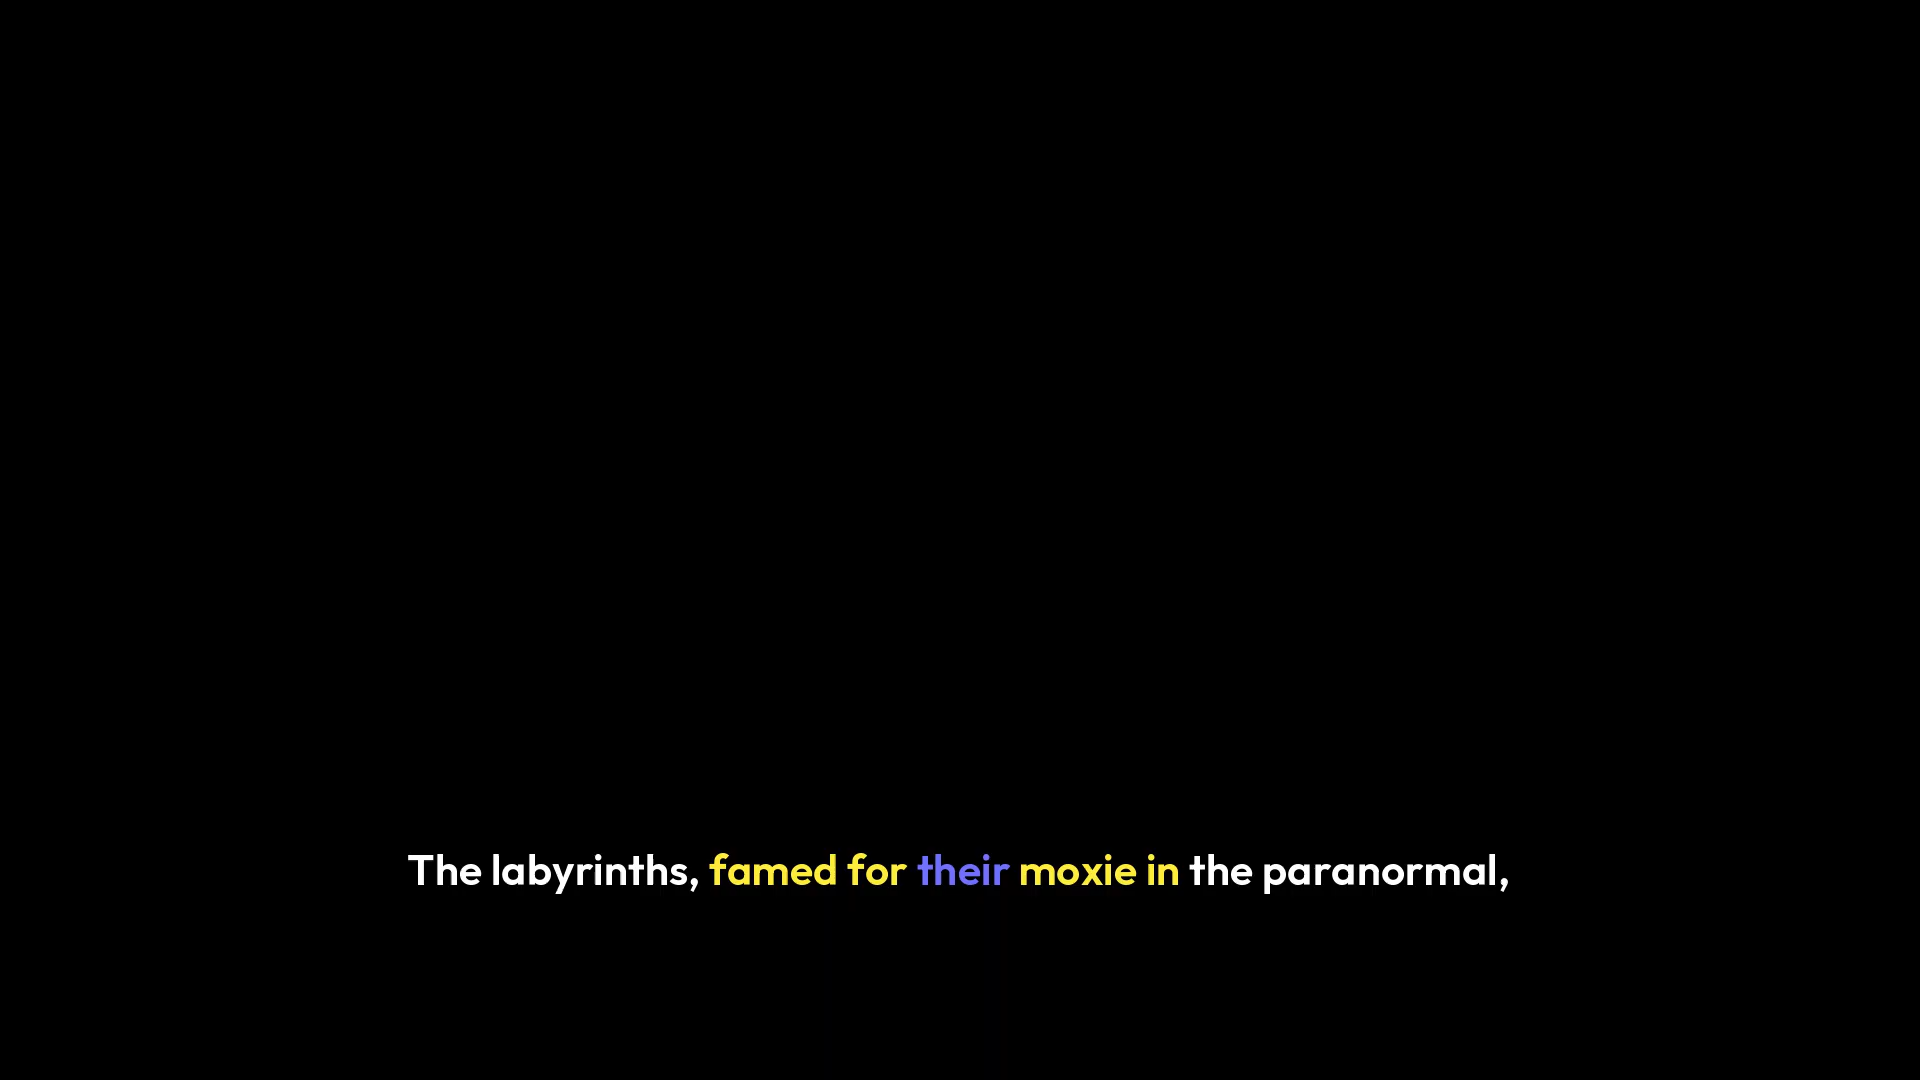 The labyrinths, famed for their moxie in the paranormal,